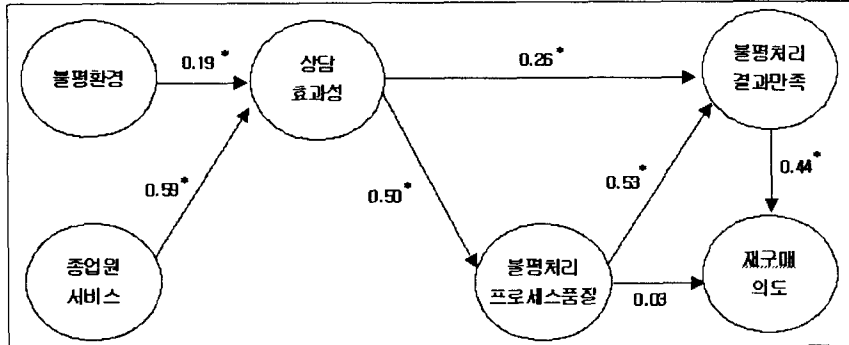 불평환경
0.19*
상담
효과성
0.26*
불평처리
결과만족
0.59*
0.50*
0.53*
0.44*
종업원
서비스
불평처리
프로세스품질
0.03
재구매
의도